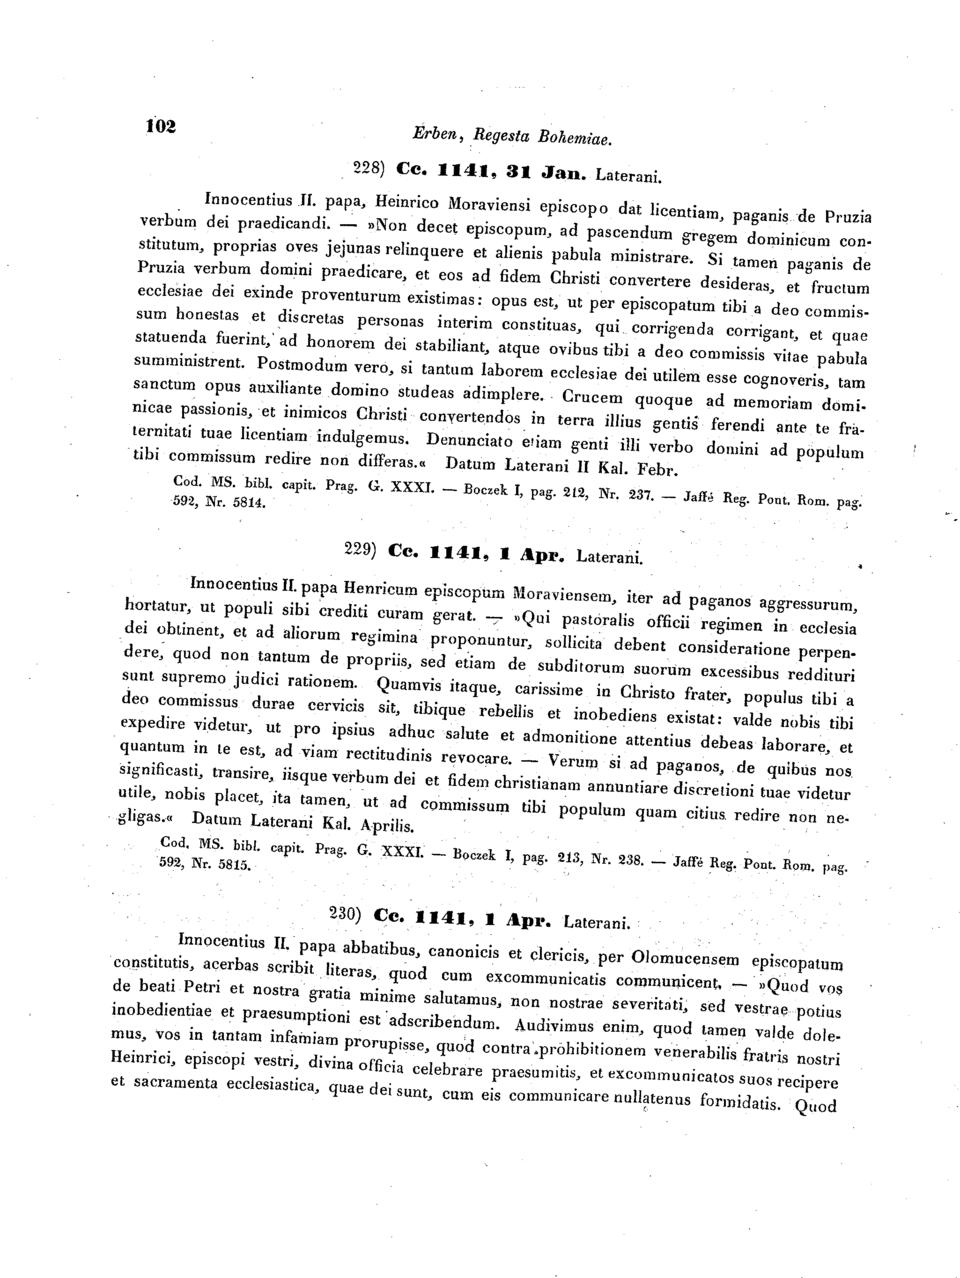 102
Erben, Regesta Bohemiae.
228) Cc. 1141, 31 Jan. Laterani.
Innocentius II. papa, Heinrico Moraviensi episcopo dat licentiam, paganis de Pruzia
verbum dei praedicandi. — »Non decet episcopum, ad pascendum gregem dominicum con-
stitutum, proprias oves jejunas relinquere et alienis pabula ministrare. Si tamen paganis de
Pruzia verbum domini praedicare, et eos ad fidem Christi convertere desideras, et fructum
ecclesiae dei exinde proventurum existimas: opus est, ut per episcopatum tibi a deo commis-
sum honestas et discretas personas interim constituas, qui corrigenda corrigant, et quae
statuenda fuerint, ad honorem dei stabiliant, atque ovibus tibi a deo commissis vitae pabula
sumministrent. Postmodum vero, si tantum laborem ecclesiae dei utilem esse cognoveris, tam
sanctum opus auxiliante domino studeas adimplere. Crucem quoque ad memoriam domi-
nicae passionis, et inimicos Christi convertendos in terra illius gentis ferendi ante te fra-
ternitati tuae licentiam indulgemus. Denunciato etiam genti illi verbo domini ad populum
tibi commissum redire non differas.« Datum Laterani II Kal. Febr.
Cod. MS. bibl. capit. Prag. G. XXXI. — Boczek I, pag. 212, Nr. 237. — Jaffé Reg. Pont. Rom. pag.
592, Nr. 5814.
229) Cc. 1141, 1 Apr. Laterani.
Innocentius II. papa Henricum episcopum Moraviensem, iter ad paganos aggressurum,
hortatur, ut populi sibi crediti curam gerat. — »Qui pastoralis officii regimen in ecclesia
dei obtinent, et ad aliorum regimina proponuntur, sollicita debent consideratione perpen-
dere, quod non tantum de propriis, sed etiam de subditorum suorum excessibus reddituri
sunt supremo judici rationem. Quamvis itaque, carissime in Christo frater, populus tibi a
deo commissus durae cervicis sit, tibique rebellis et inobediens existat: valde nobis tibi
expedire videtur, ut pro ipsius adhuc salute et admonitione attentius debeas laborare, et
quantum in te est, ad viam rectitudinis revocare. — Verum si ad paganos, de quibus nos
significasti, transire, iisque verbum dei et fidem christianam annuntiare discretioni tuae videtur
utile, nobis placet, ita tamen, ut ad commissum tibi populum quam citius redire non ne-
gligas.« Datum Laterani Kal. Aprilis.
Cod. MS. bibl. capit. Prag. G. XXXI. — Boczek I, pag. 213, Nr. 238. — Jaffé Reg. Pont. Rom. pag.
592, Nr. 5815.
230) Cc. 1141, 1 Apr. Laterani.
Innocentius II. papa abbatibus, canonicis et clericis, per Olomucensem episcopatum
constitutis, acerbas scribit literas, quod cum excommunicatis communicent. — »Quod vos
de beati Petri et nostra gratia minime salutamus, non nostrae severitati, sed vestrae potius
inobedientiae et praesumptioni est adscribendum. Audivimus enim, quod tamen valde dole-
mus, vos in tantam infamiam prorupisse, quod contra prohibitionem venerabilis fratris nostri
Heinrici, episcopi vestri, divina officia celebrare praesumitis, et excommunicatos suos recipere
et sacramenta ecclesiastica, quae dei sunt, cum eis communicare nullatenus formidatis. Quod